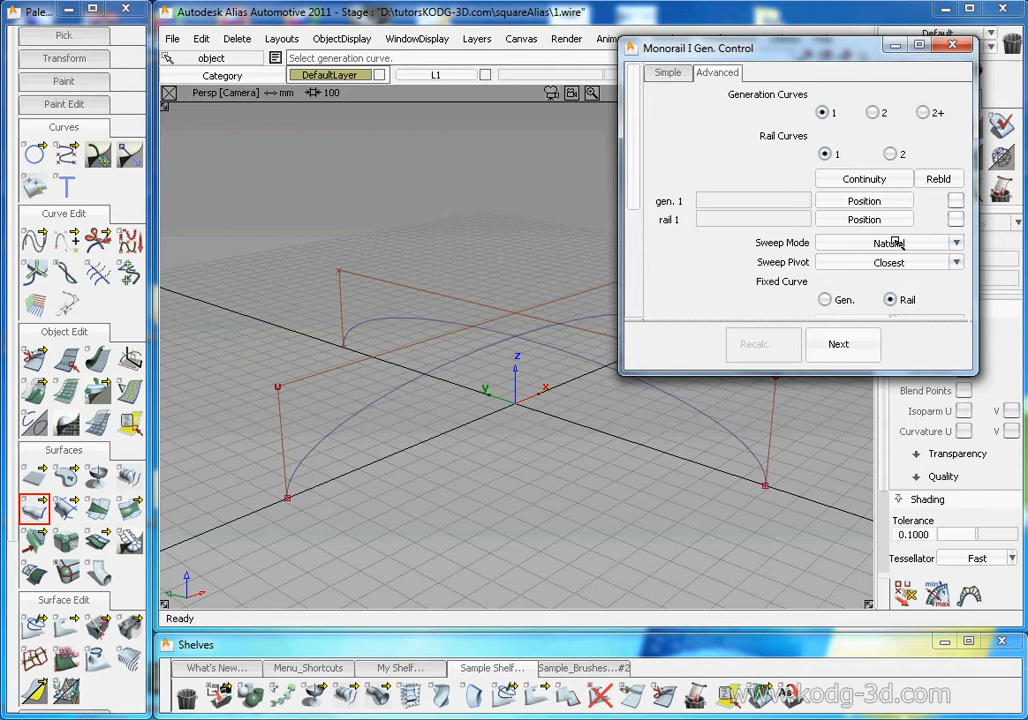 Pale...
Pick
Transform
Paint
Paint Edit
Curves
T
Curve Edit
Object Edit
Surfaces
Surface Edit
Autodesk Alias Automotive 2011 - Stage : "D:\tutorsKODG-3D.com\squareAlias\1.wire"
File Edit Delete Layouts ObjectDisplay WindowDisplay Layers Canvas Render
object Select generation curve.
Category DefaultLayer L1
Persp [Camera] mm 100
Default
Monorail I Gen. Control
Simple Advanced
Generation Curves
1 2 2+
Rail Curves
1 2
Continuity Rebld
gen. 1 Position
rail 1 Position
Sweep Mode Natural
Sweep Pivot Closest
Fixed Curve
Gen. Rail
Recalc. Next
U
z
y x
Blend Points
Isoparm U V
Curvature U V
Transparency
Quality
Shading
Tolerance
0.1000
Tessellator Fast
min max
Ready
Shelves
What's New... Menu_Shortcuts My Shelf... Sample Shelf... Sample_Brushes...#2
www.kodg-3d.com